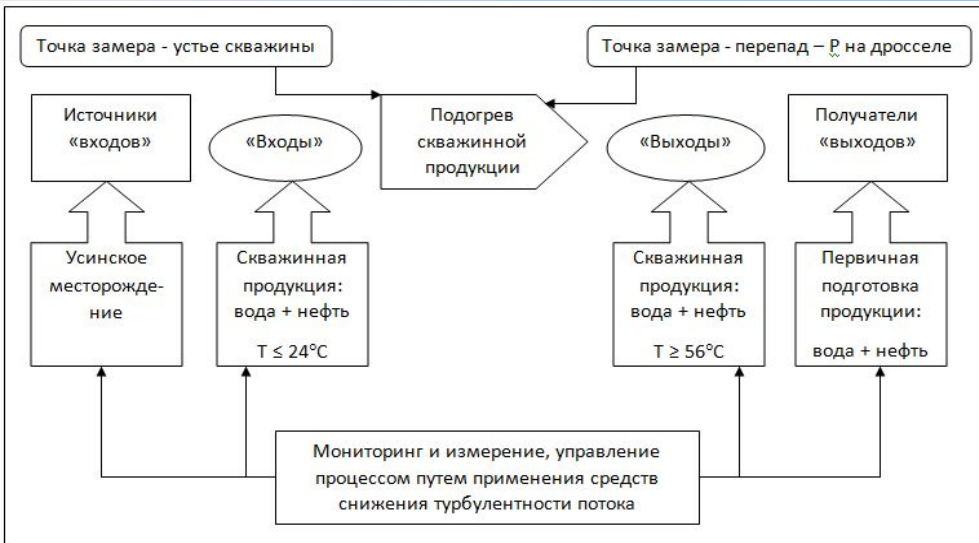 Точка замера - устье скважины
Точка замера - перепад – Р на дросселе
Источники
«входов»
«Входы»
Подогрев
скважинной
продукции
«Выходы»
Получатели
«выходов»
Усинское
месторожде-
ние
Скважинная
продукция:
вода + нефть
Т ≤ 24°С
Скважинная
продукция:
вода + нефть
Т ≥ 56°С
Первичная
подготовка
продукции:
вода + нефть
Мониторинг и измерение, управление
процессом путем применения средств
снижения турбулентности потока